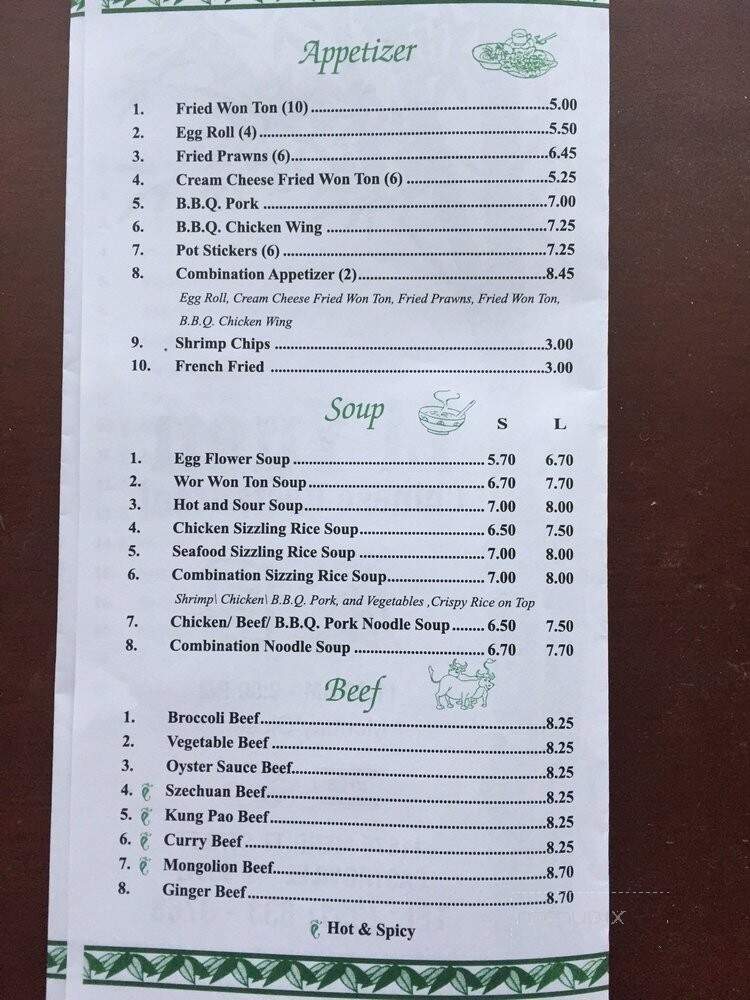 Appetizer
1. Fried Won Ton (10) 5.00
2. Egg Roll (4) 5.50
3. Fried Prawns (6) 6.45
4. Cream Cheese Fried Won Ton (6) 5.25
5. B.B.Q. Pork 7.00
6. B.B.Q. Chicken Wing 7.25
7. Pot Stickers (6) 7.25
8. Combination Appetizer (2) 8.45
Egg Roll, Cream Cheese Fried Won Ton, Fried Prawns, Fried Won Ton,
B.B.Q. Chicken Wing
9. Shrimp Chips 3.00
10. French Fried 3.00
Soup
S L
1. Egg Flower Soup 5.70 6.70
2. Wor Won Ton Soup 6.70 7.70
3. Hot and Sour Soup 7.00 8.00
4. Chicken Sizzling Rice Soup 6.50 7.50
5. Seafood Sizzling Rice Soup 7.00 8.00
6. Combination Sizzing Rice Soup 7.00 8.00
Shrimp\ Chicken\ B.B.Q. Pork, and Vegetables ,Crispy Rice on Top
7. Chicken/ Beef/ B.B.Q. Pork Noodle Soup 6.50 7.50
8. Combination Noodle Soup 6.70 7.70
Beef
1. Broccoli Beef 8.25
2. Vegetable Beef 8.25
3. Oyster Sauce Beef 8.25
4. Szechuan Beef 8.25
5. Kung Pao Beef 8.25
6. Curry Beef 8.25
7. Mongolion Beef 8.70
8. Ginger Beef 8.70
Hot & Spicy